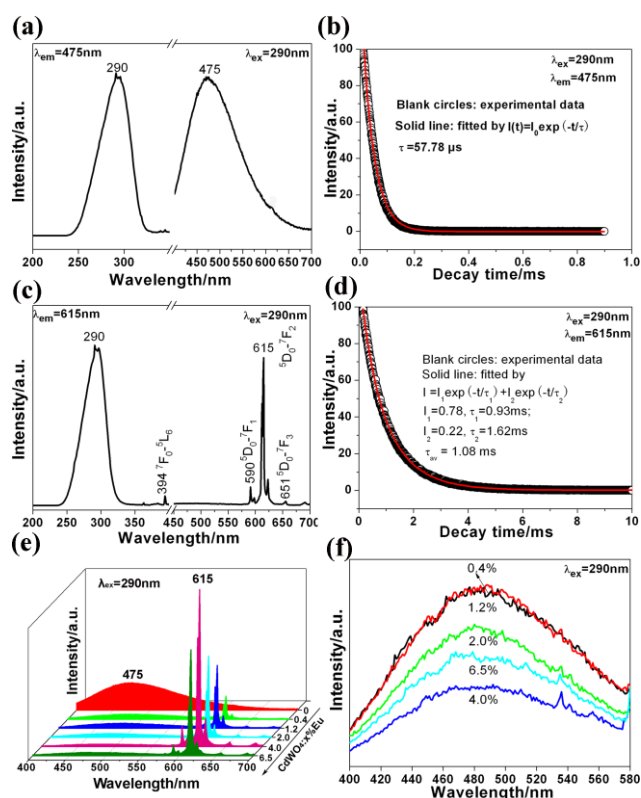 (a)
λem=475nm
λex=290nm
290
475
Intensity/a.u.
200 250 300 400 450 500 550 600 650 700
Wavelength/nm
(b)
λex=290nm
λem=475nm
Blank circles: experimental data
Solid line: fitted by I(t)=I0exp (-t/τ)
τ=57.78 μs
Intensity/a.u.
100
80
60
40
20
0
0.0 0.2 0.4 0.6 0.8 1.0
Decay time/ms
(c)
λem=615nm
λex=290nm
290
615
5D0-7F2
394 7F0-5L6
590 5D0-7F1
651 5D0-7F3
Intensity/a.u.
200 250 300 450 500 550 600 650 700
Wavelength/nm
(d)
λex=290nm
λem=615nm
Blank circles: experimental data
Solid line: fitted by
I =I1exp (-t/τ1) +I2exp (-t/τ2)
I1=0.78, τ1=0.93ms;
I2=0.22, τ2=1.62ms
τav = 1.08 ms
Intensity/a.u.
100
80
60
40
20
0
0 2 4 6 8 10
Decay time/ms
(e)
λex=290nm
615
475
Intensity/a.u.
0
0.4
1.2
2.0
4.0
6.5
CdWO4:x%Eu
400 450 500 550 600 650 700
Wavelength/nm
(f)
λex=290nm
0.4%
1.2%
2.0%
6.5%
4.0%
Intensity/a.u.
400 420 440 460 480 500 520 540 560 580
Wavelength/nm